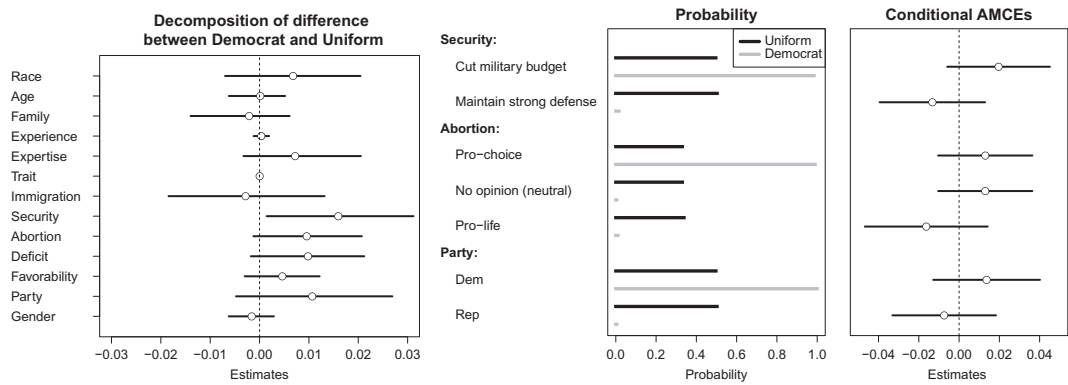 Decomposition of difference
between Democrat and Uniform
Race
Age
Family
Experience
Expertise
Trait
Immigration
Security
Abortion
Deficit
Favorability
Party
Gender
−0.03 −0.02 −0.01 0.00 0.01 0.02 0.03
Estimates
Probability
Security:
Cut military budget
Maintain strong defense
Abortion:
Pro−choice
No opinion (neutral)
Pro−life
Party:
Dem
Rep
Uniform
Democrat
0.0 0.2 0.4 0.6 0.8 1.0
Probability
Conditional AMCEs
−0.04 −0.02 0.00 0.02 0.04
Estimates